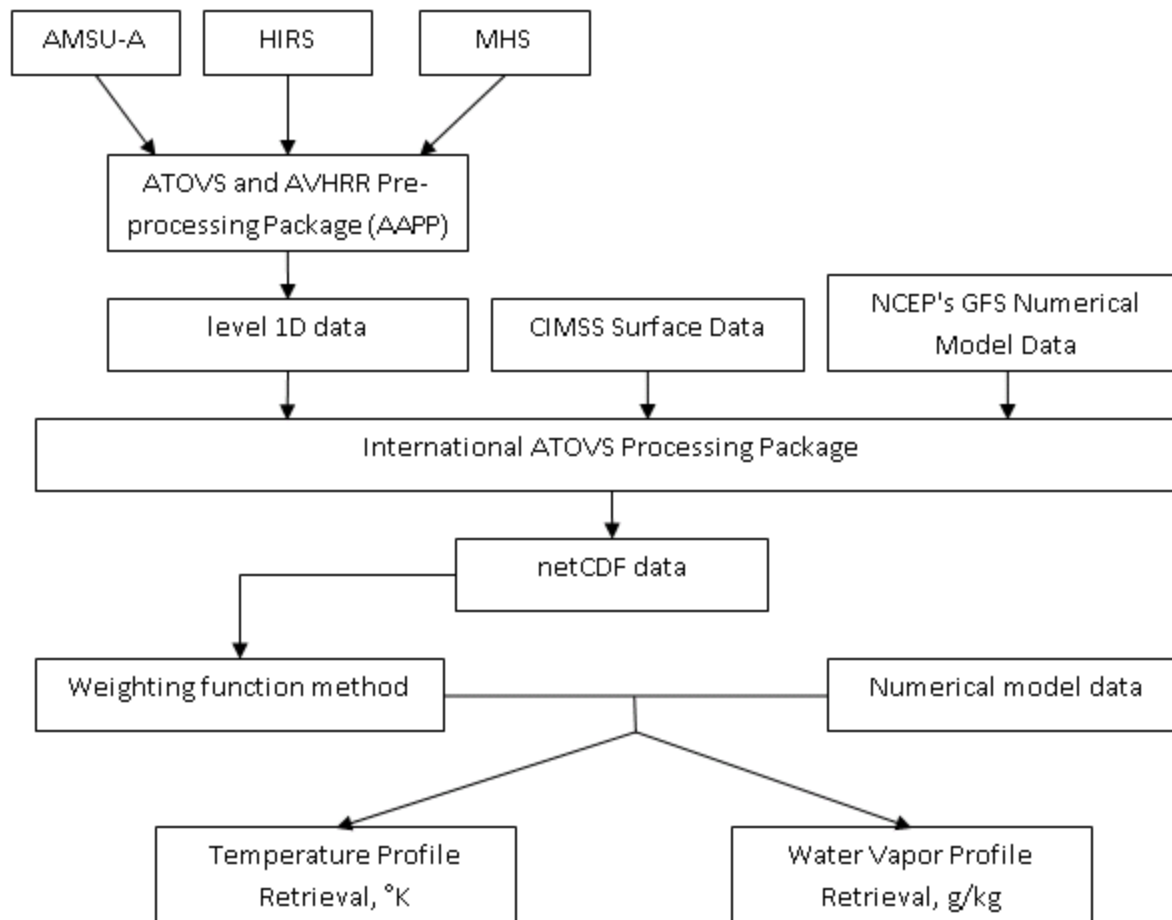 AMSU-A
HIRS
MHS
ATOVS and AVHRR Pre-
processing Package (AAPP)
level 1D data
CIMSS Surface Data
NCEP's GFS Numerical
Model Data
International ATOVS Processing Package
netCDF data
Weighting function method
Numerical model data
Temperature Profile
Retrieval, °K
Water Vapor Profile
Retrieval, g/kg